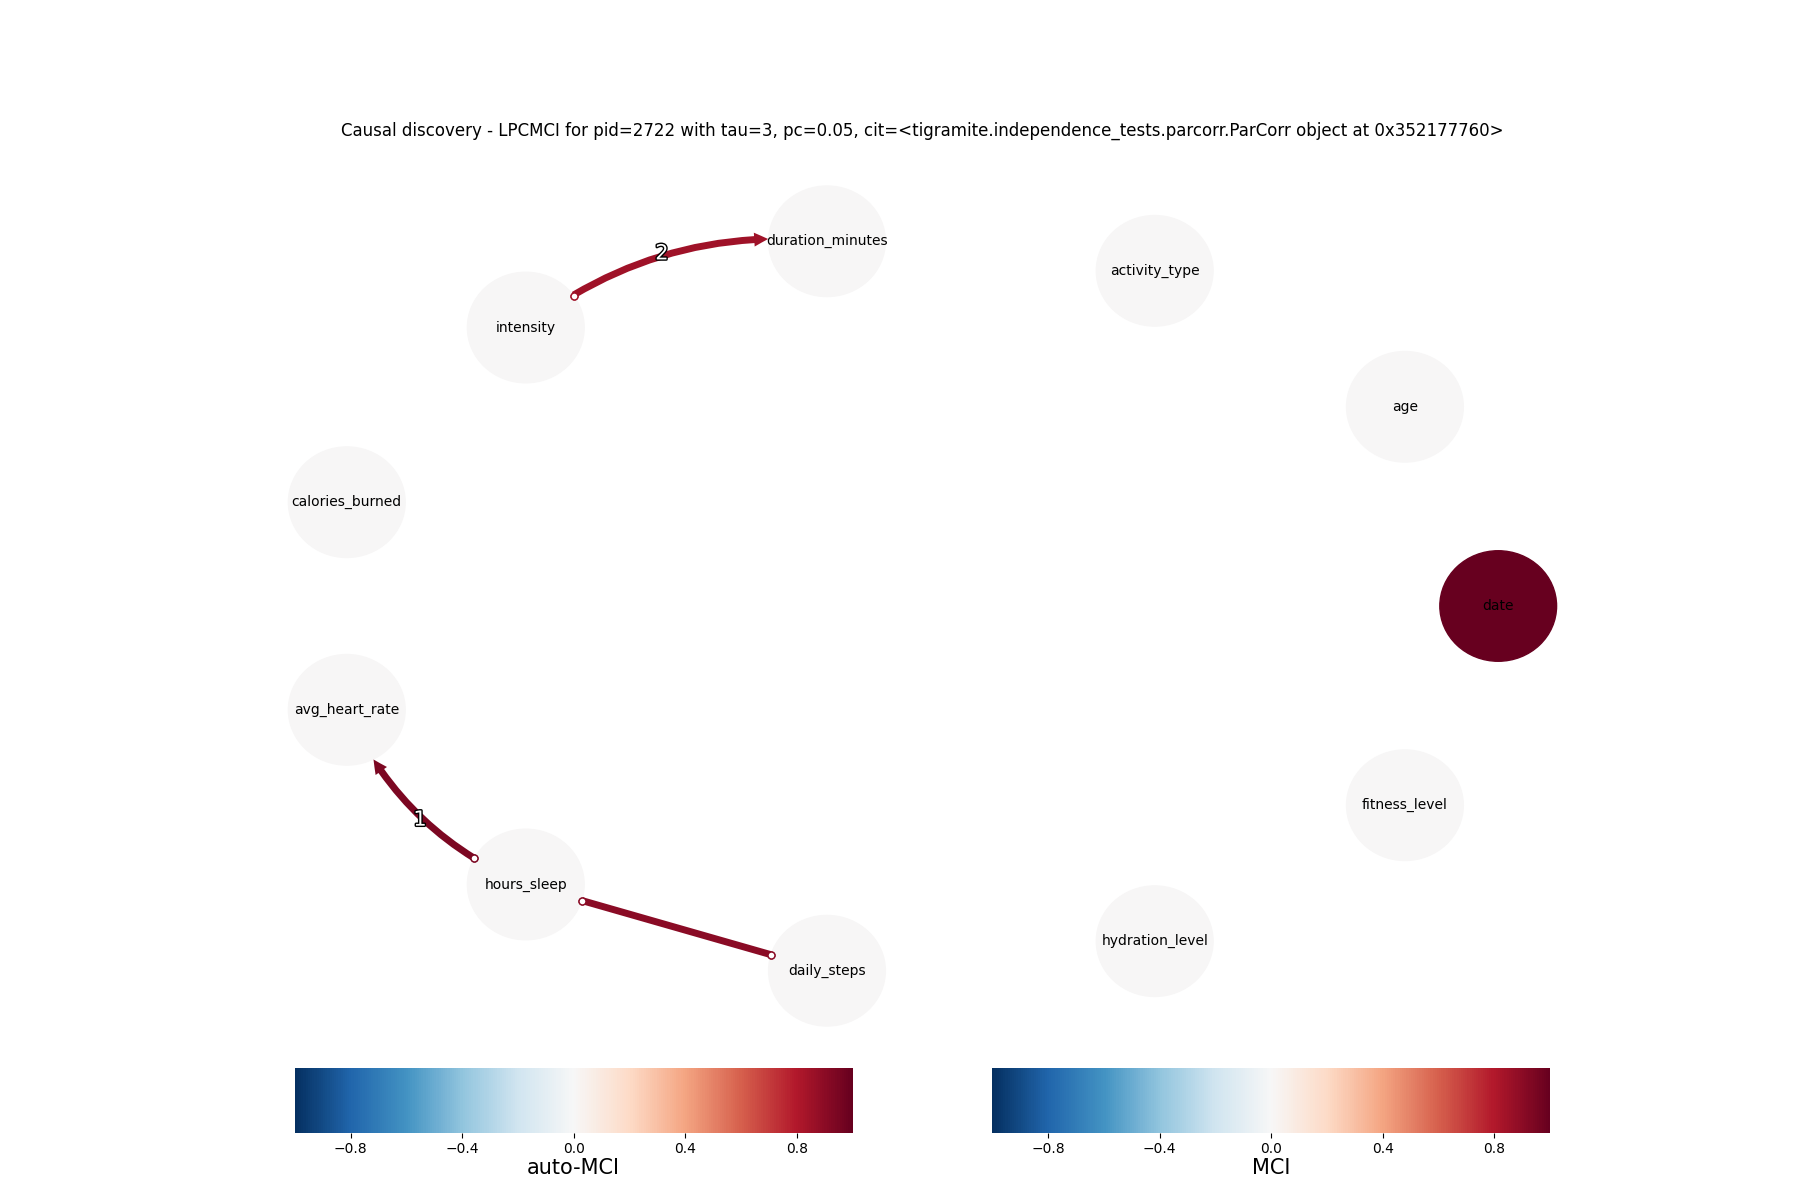 Causal discovery - LPCMCI for pid=2722 with tau=3, pc=0.05, cit=<tigramite.independence_tests.parcorr.ParCorr object at 0x352177760>
duration_minutes
2
activity_type
intensity
age
calories_burned
date
avg_heart_rate
fitness_level
1
hours_sleep
hydration_level
daily_steps
−0.8 −0.4 0.0 0.4 0.8
auto-MCI
−0.8 −0.4 0.0 0.4 0.8
MCI